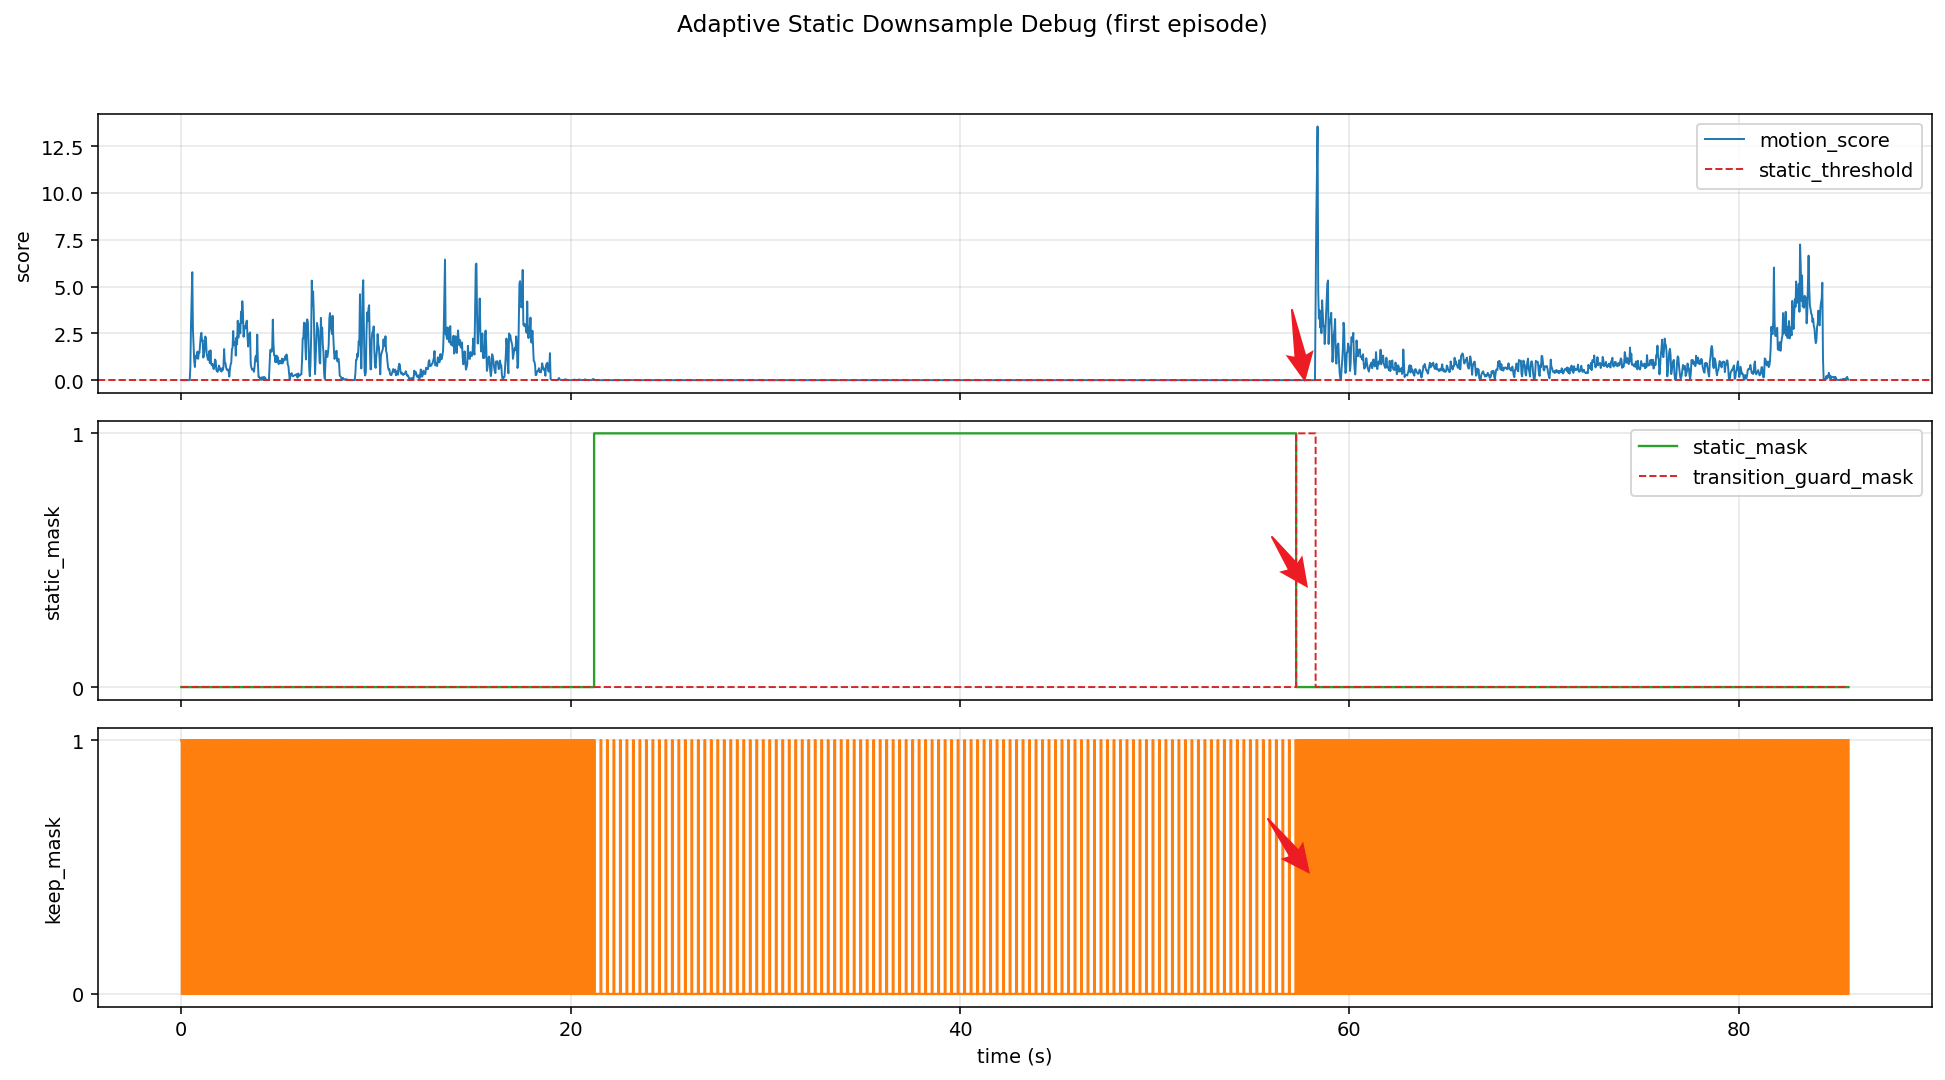 Adaptive Static Downsample Debug (first episode)
12.5
10.0
7.5
5.0
2.5
0.0
score
motion_score
static_threshold
1
0
static_mask
static_mask
transition_guard_mask
1
0
keep_mask
0
20
40
60
80
time (s)